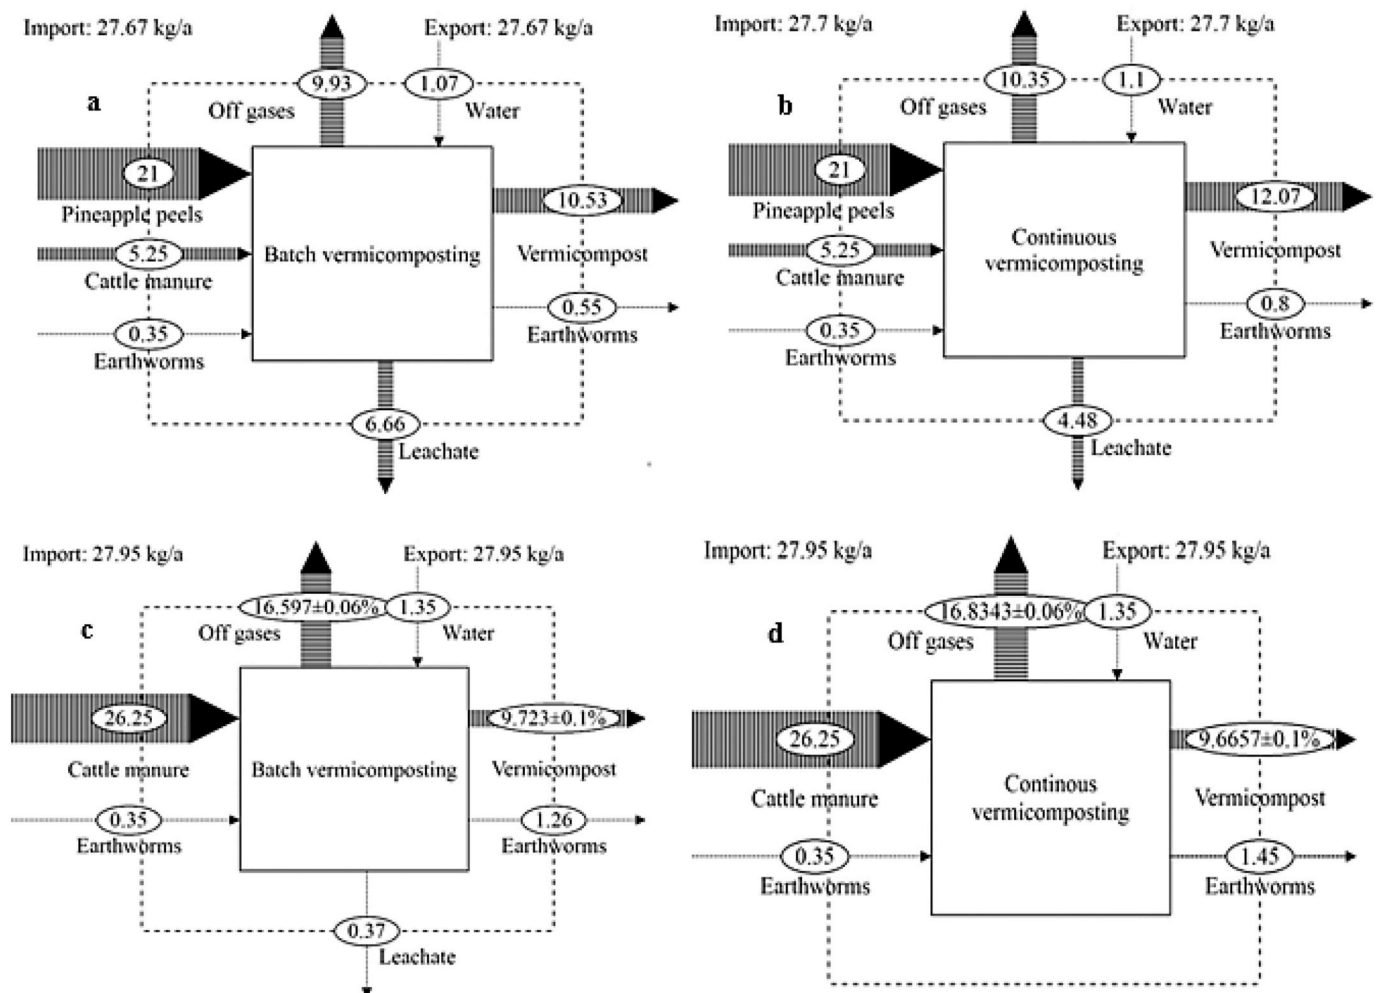 Import: 27.67 kg/a
Export: 27.67 kg/a
a
9.93
1.07
Off gases
Water
21
Pineapple peels
10.53
5.25
Batch vermicomposting
Vermicompost
Cattle manure
0.55
0.35
Earthworms
Earthworms
6.66
Leachate
Import: 27.7 kg/a
Export: 27.7 kg/a
b
10.35
1.1
Off gases
Water
21
Pineapple peels
12.07
5.25
Continuous
vermicomposting
Vermicompost
Cattle manure
0.8
0.35
Earthworms
Earthworms
4.48
Leachate
Import: 27.95 kg/a
Export: 27.95 kg/a
c
16.597±0.06%
1.35
Off gases
Water
26.25
9.723±0.1%
Cattle manure
Batch vermicomposting
Vermicompost
0.35
1.26
Earthworms
Earthworms
0.37
Leachate
Import: 27.95 kg/a
Export: 27.95 kg/a
d
16.8343±0.06%
1.35
Off gases
Water
26.25
9.6657±0.1%
Cattle manure
Continous
vermicomposting
Vermicompost
0.35
1.45
Earthworms
Earthworms